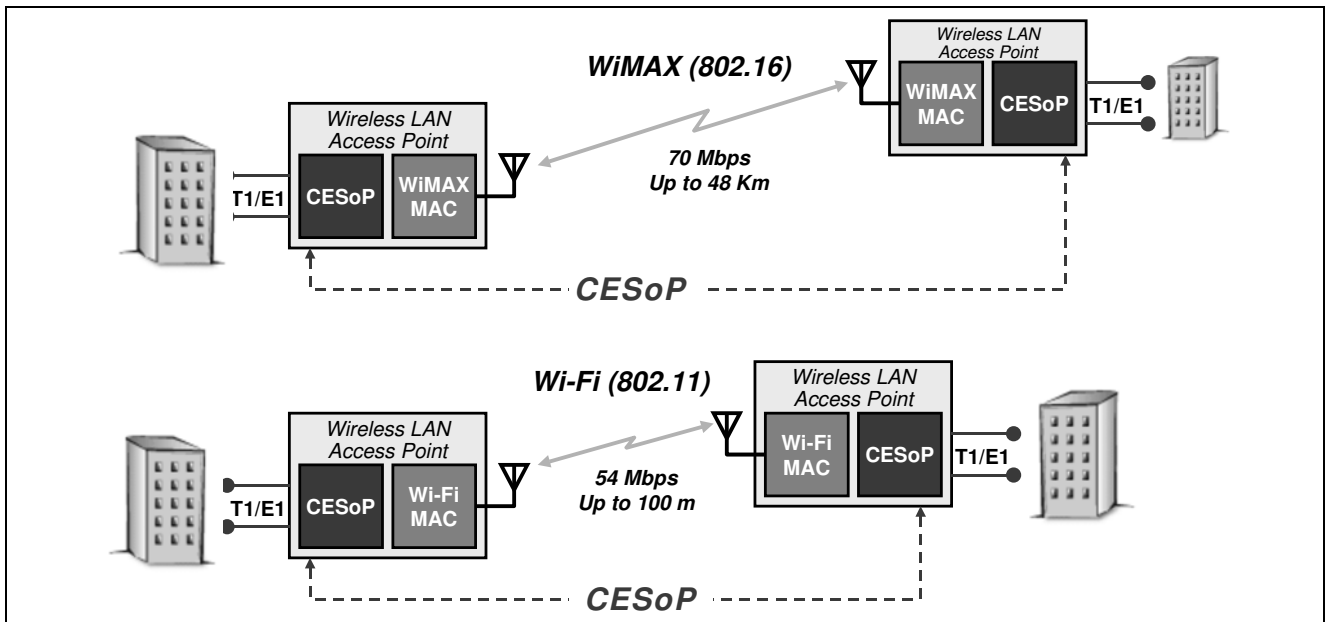 Wireless LAN
Access Point
WiMAX (802.16)
WiMAX
MAC
CESoP
T1/E1
Wireless LAN
Access Point
70 Mbps
Up to 48 Km
T1/E1
CESoP
WiMAX
MAC
CESoP
Wi-Fi (802.11)
Wireless LAN
Access Point
Wi-Fi
MAC
CESoP
T1/E1
Wireless LAN
Access Point
54 Mbps
Up to 100 m
T1/E1
CESoP
Wi-Fi
MAC
CESoP